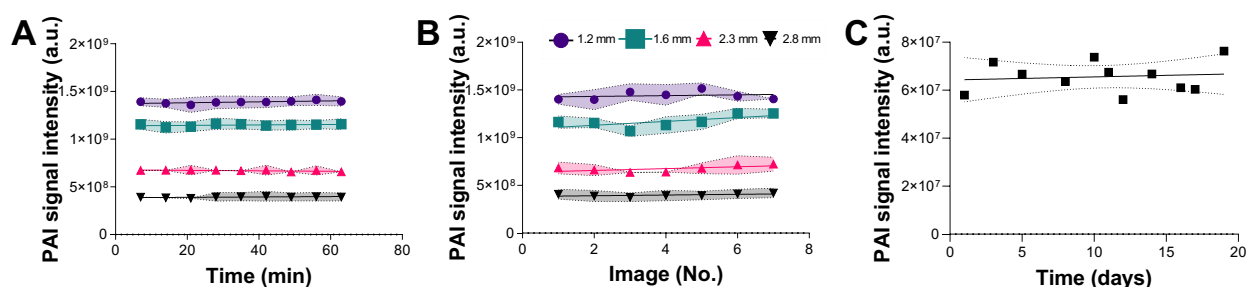 A
PAI signal intensity (a.u.)
2×10⁹
1.5×10⁹
1×10⁹
5×10⁸
0
0 20 40 60 80
Time (min)
B
1.2 mm 1.6 mm 2.3 mm 2.8 mm
PAI signal intensity (a.u.)
2×10⁹
1.5×10⁹
1×10⁹
5×10⁸
0
0 2 4 6 8
Image (No.)
C
PAI signal intensity (a.u.)
8×10⁷
6×10⁷
4×10⁷
2×10⁷
0
0 5 10 15 20
Time (days)